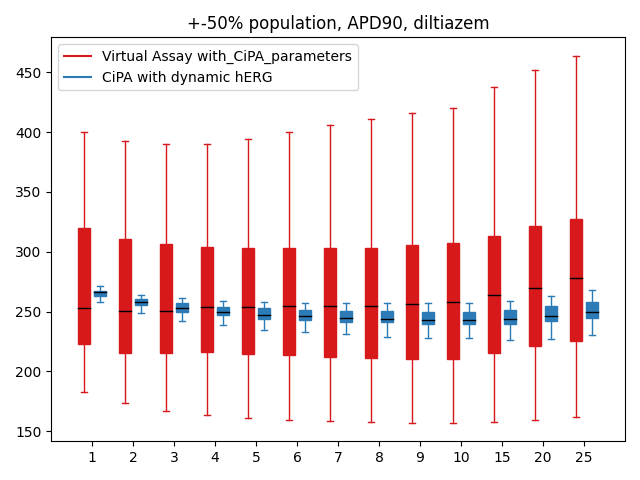 +-50% population, APD90, diltiazem
Virtual Assay with_CiPA_parameters
CiPA with dynamic hERG
450
400
350
300
250
200
150
1 2 3 4 5 6 7 8 9 10 15 20 25